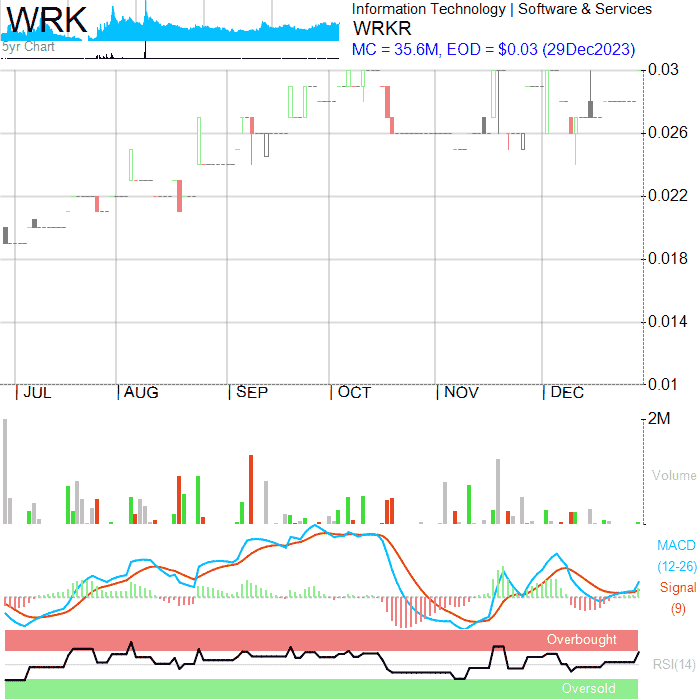 WRK
5yr Chart
Information Technology | Software & Services
WRKR
MC = 35.6M, EOD = $0.03 (29Dec2023)
0.03
0.026
0.022
0.018
0.014
0.01
JUL AUG SEP OCT NOV DEC
2M
Volume
MACD
(12-26)
Signal
(9)
Overbought
RSI(14)
Oversold